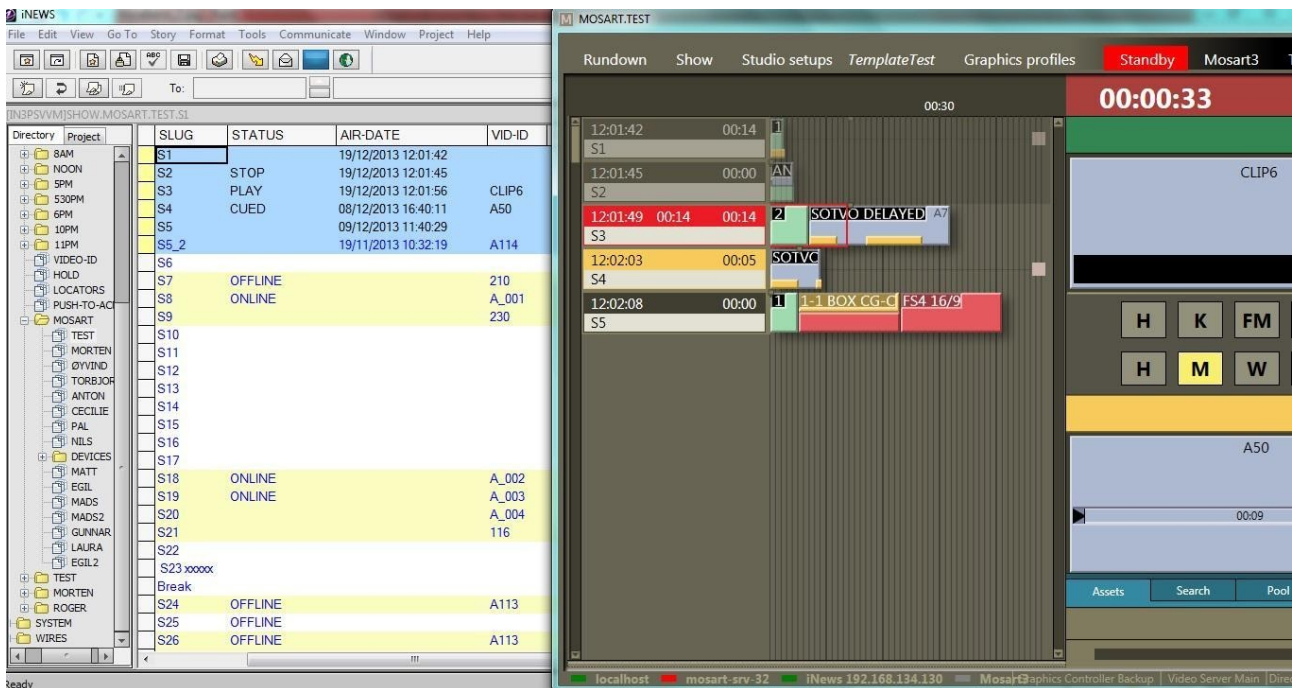 iNEWS
File Edit View Go To Story Format Tools Communicate Window Project Help
ABC
To:
[IN3PSVVM]SHOW.MOSART.TEST.S1
Directory Project
8AM
NOON
5PM
530PM
6PM
10PM
11PM
VIDEO-ID
HOLD
LOCATORS
PUSH-TO-ACI
MOSART
TEST
MORTEN
ØYVIND
TORBJOR
ANTON
CECILIE
PAL
NILS
DEVICES
MATT
EGIL
MADS
MADS2
GUNNAR
LAURA
EGIL2
TEST
MORTEN
ROGER
SYSTEM
WIRES
SLUG STATUS AIR-DATE VID-ID
S1 19/12/2013 12:01:42
S2 STOP 19/12/2013 12:01:45
S3 PLAY 19/12/2013 12:01:56 CLIP6
S4 CUED 08/12/2013 16:40:11 A50
S5 09/12/2013 11:40:29
S5_2 19/11/2013 10:32:19 A114
S6
S7 OFFLINE 210
S8 ONLINE A_001
S9 230
S10
S11
S12
S13
S14
S15
S16
S17
S18 ONLINE A_002
S19 ONLINE A_003
S20 A_004
S21 116
S22
S23 xxxxx
Break
S24 OFFLINE A113
S25 OFFLINE
S26 OFFLINE A113
Ready
M MOSART.TEST
Rundown Show Studio setups TemplateTest Graphics profiles Standby Mosart3
00:30
12:01:42 00:14 1
S1
12:01:45 00:00 AN
S2
12:01:49 00:14 00:14 2 SOTVO DELAYED A7
S3
12:02:03 00:05 SOTVO
S4
12:02:08 00:00 1 1-1 BOX CG-C FS4 16/9
S5
00:00:33
CLIP6
H K FM
H M W
A50
00:09
Assets Search Pool
localhost mosart-srv-32 iNews 192.168.134.130 Graphics Controller Backup | Video Server Main |